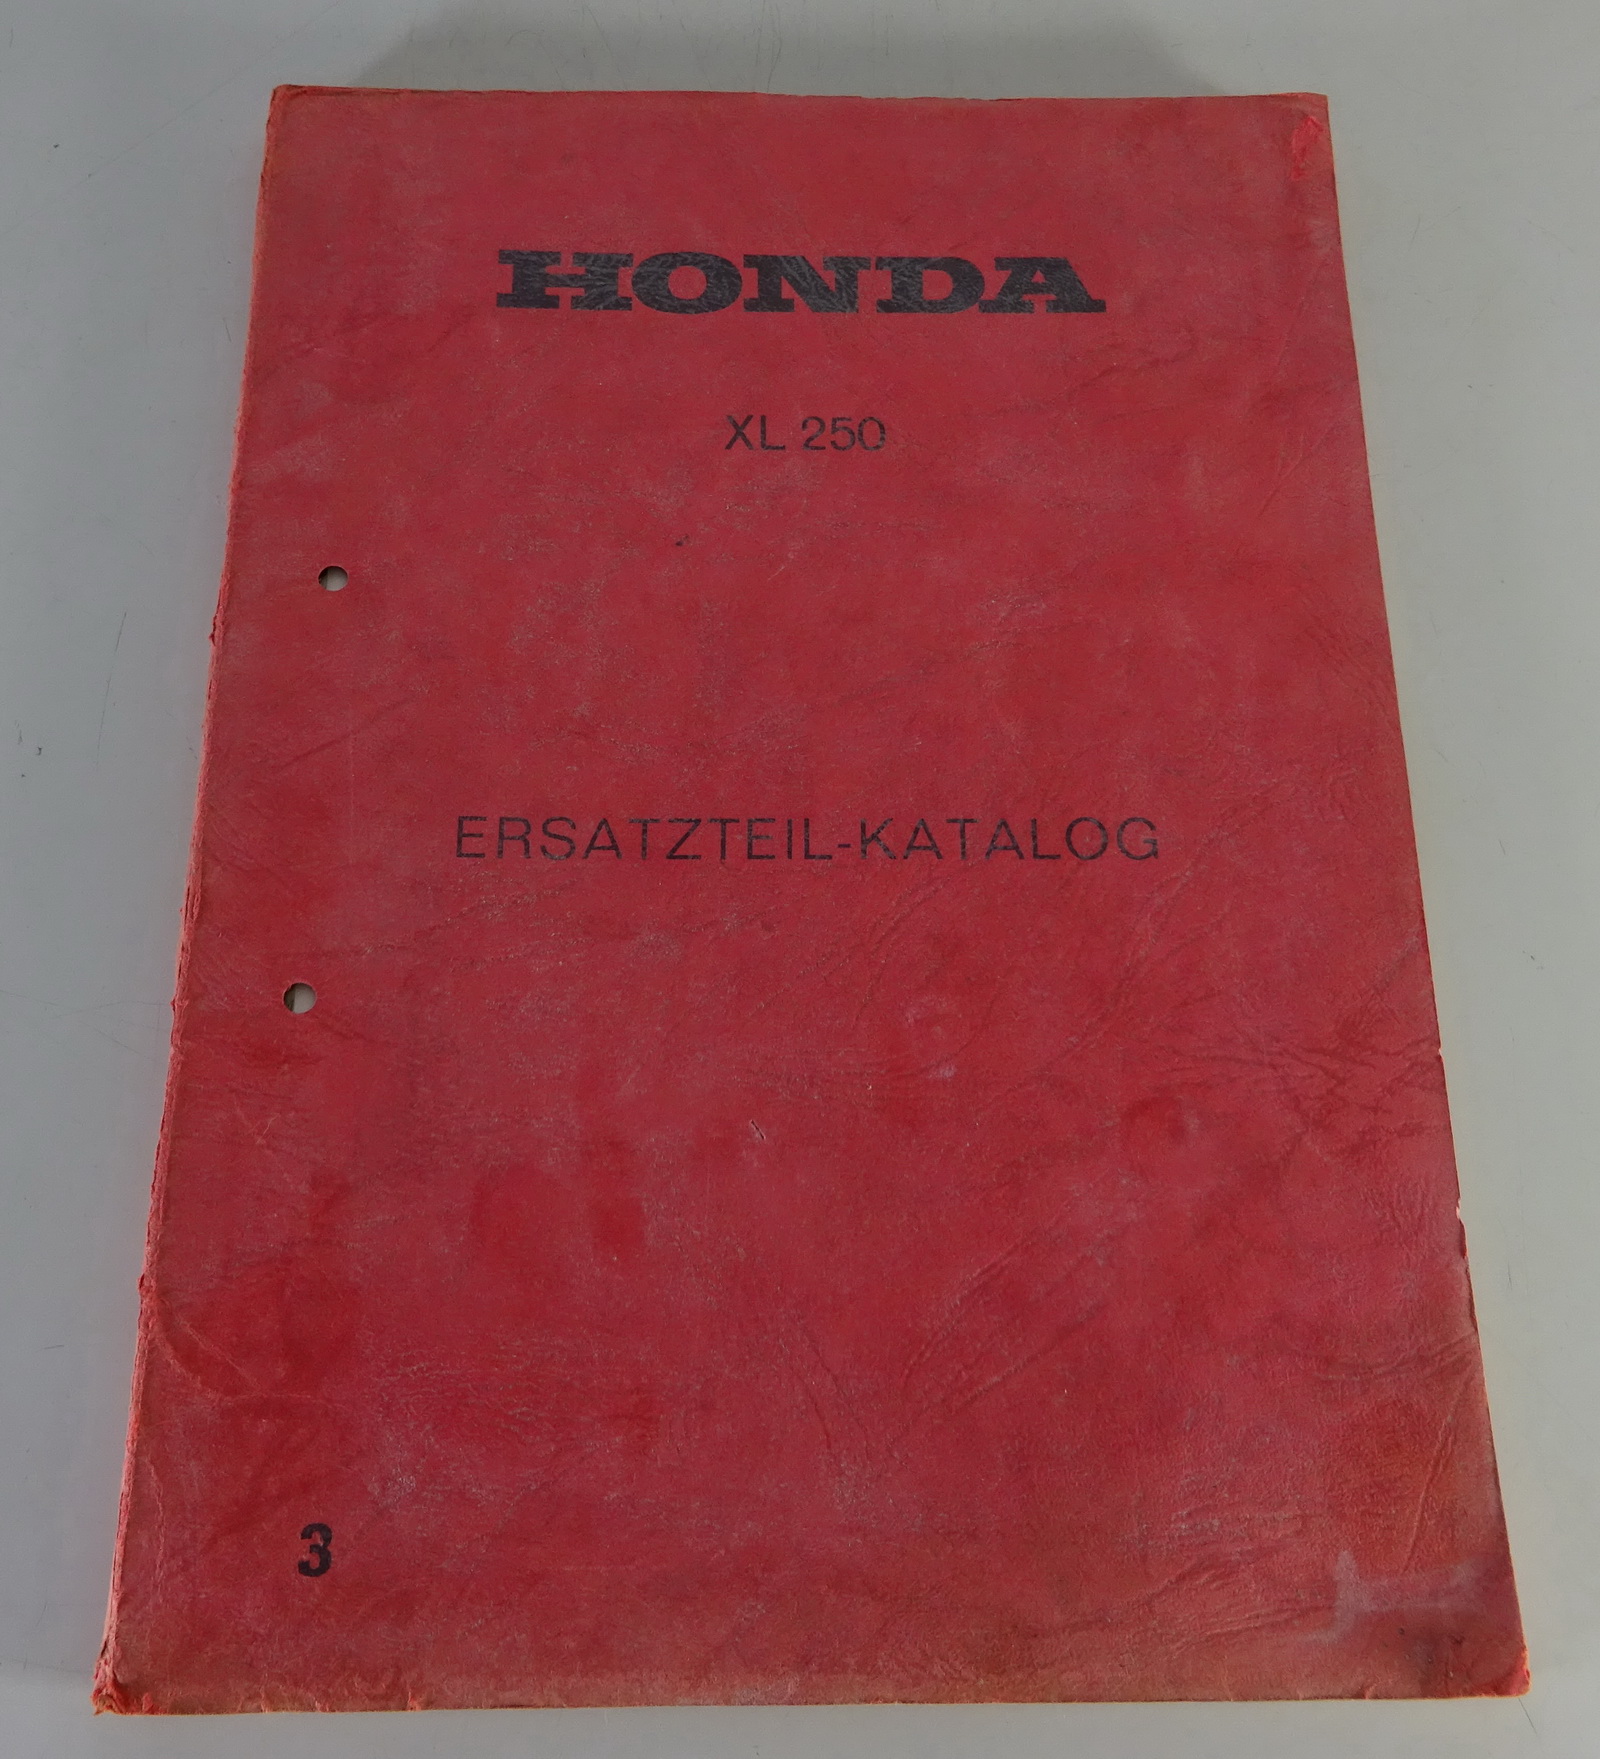 HONDA
XL 250
ERSATZTEIL-KATALOG
3